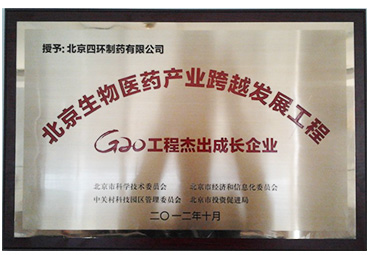 授予:北京四环制药有限公司
北京生物医药产业跨越发展工程
G20工程杰出成长企业
北京市科学技术委员会 北京市经济和信息化委员会
中关村科技园区管理委员会 北京市投资促进局
二〇一二年十月